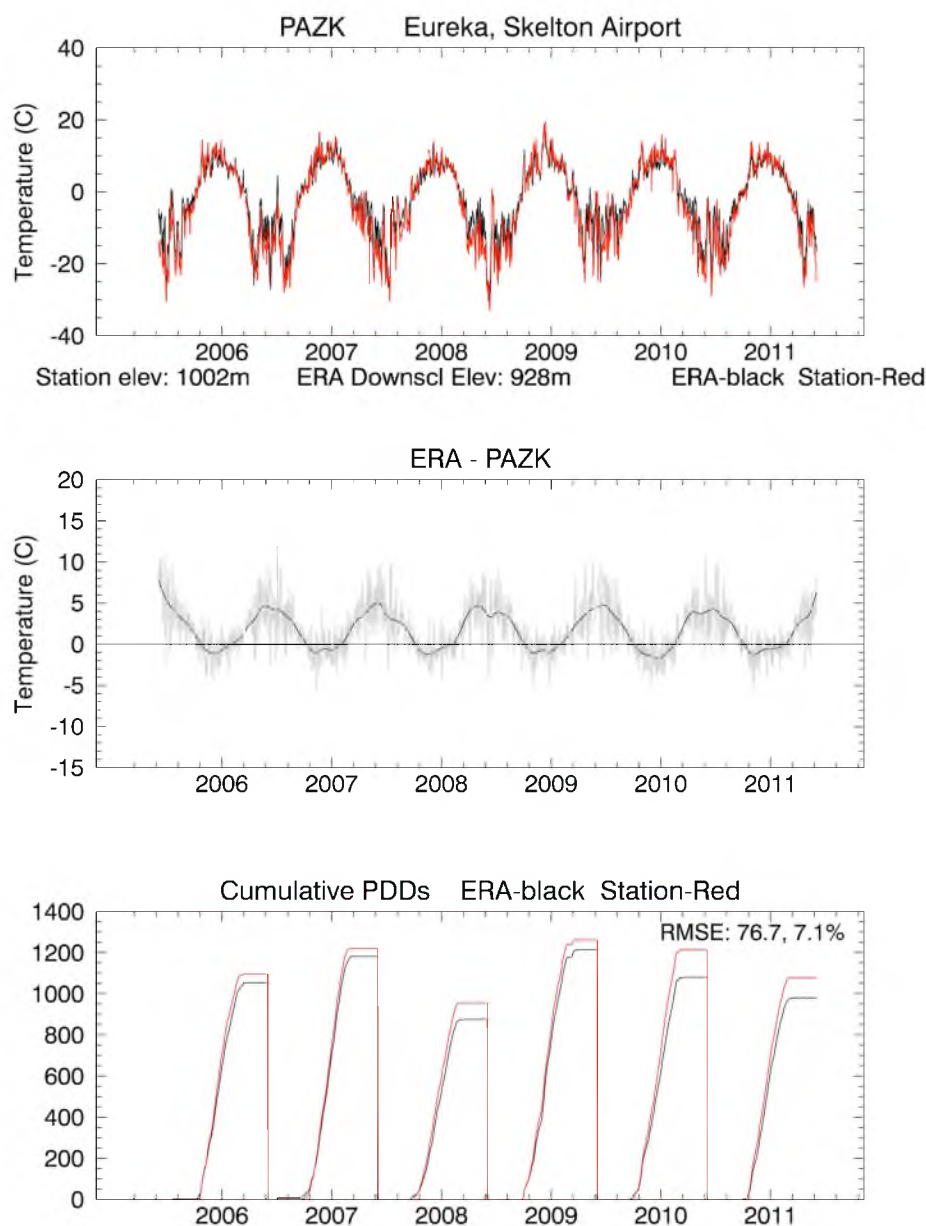 PAZK Eureka, Skelton Airport
40
20
0
-20
-40
Temperature (C)
2006 2007 2008 2009 2010 2011
Station elev: 1002m ERA Downscl Elev: 928m ERA-black Station-Red
ERA - PAZK
20
15
10
5
0
-5
-10
-15
Temperature (C)
2006 2007 2008 2009 2010 2011
Cumulative PDDs ERA-black Station-Red
RMSE: 76.7, 7.1%
1400
1200
1000
800
600
400
200
0
2006 2007 2008 2009 2010 2011